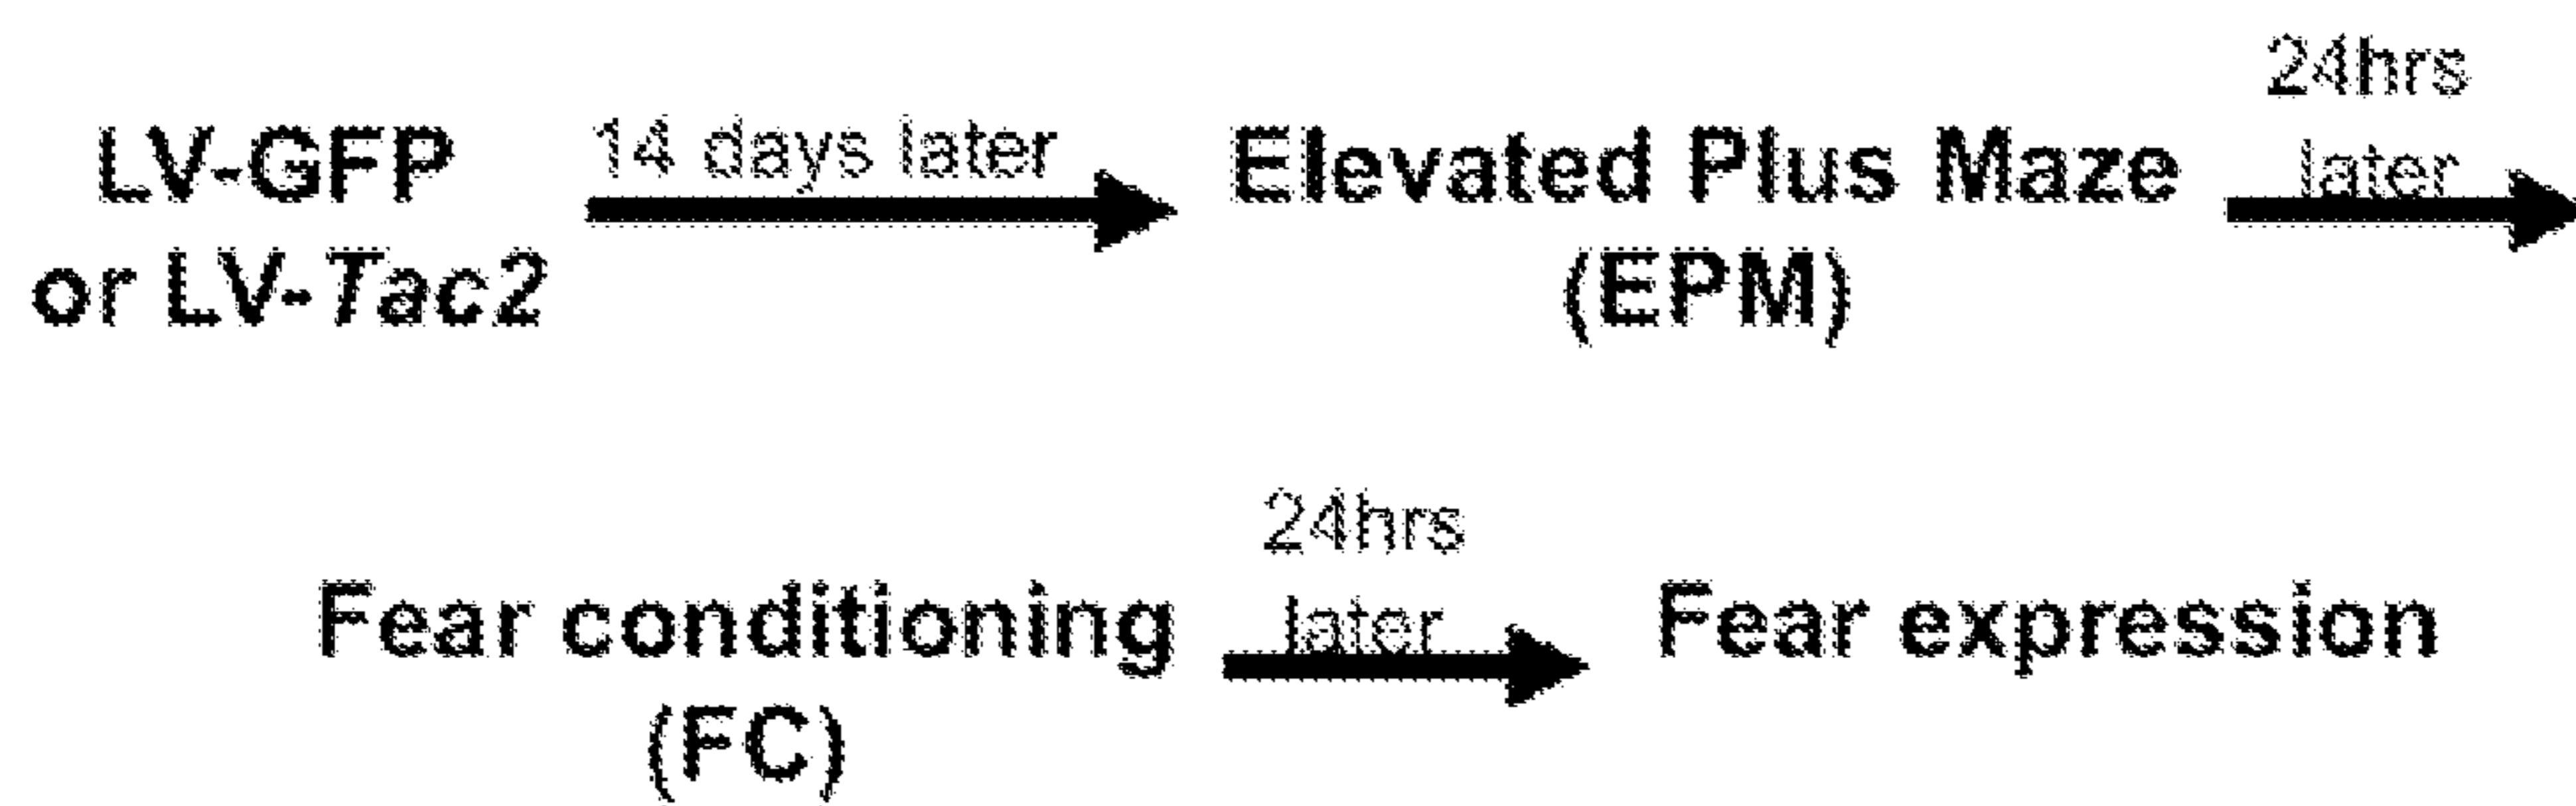 LV-GFP
or LV-Tac2
14 days later
Elevated Plus Maze
(EPM)
24hrs
later
Fear conditioning
(FC)
24hrs
later
Fear expression